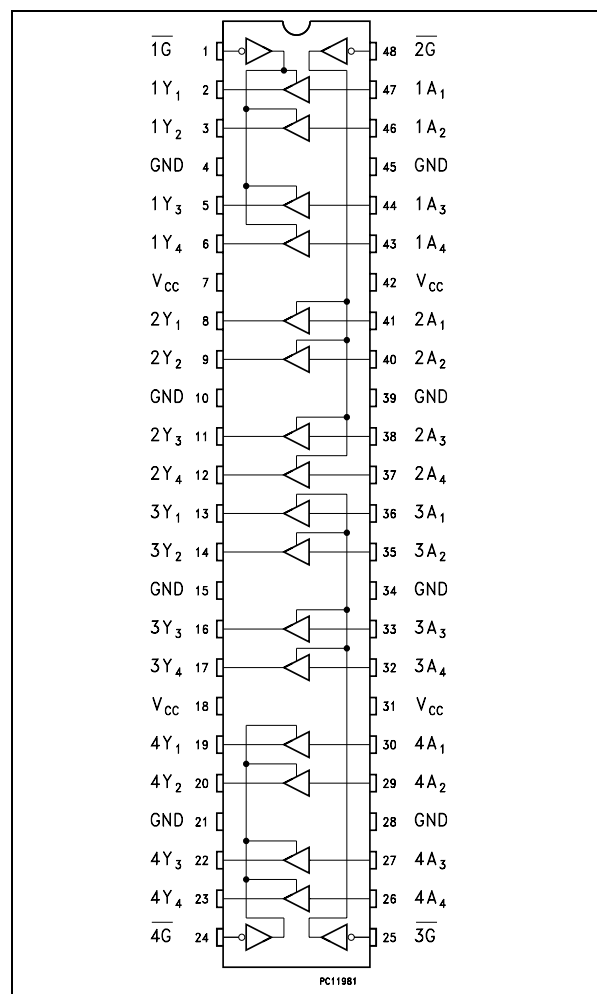 1G 1 48 2G
1Y1 2 47 1A1
1Y2 3 46 1A2
GND 4 45 GND
1Y3 5 44 1A3
1Y4 6 43 1A4
VCC 7 42 VCC
2Y1 8 41 2A1
2Y2 9 40 2A2
GND 10 39 GND
2Y3 11 38 2A3
2Y4 12 37 2A4
3Y1 13 36 3A1
3Y2 14 35 3A2
GND 15 34 GND
3Y3 16 33 3A3
3Y4 17 32 3A4
VCC 18 31 VCC
4Y1 19 30 4A1
4Y2 20 29 4A2
GND 21 28 GND
4Y3 22 27 4A3
4Y4 23 26 4A4
4G 24 25 3G
PC11981